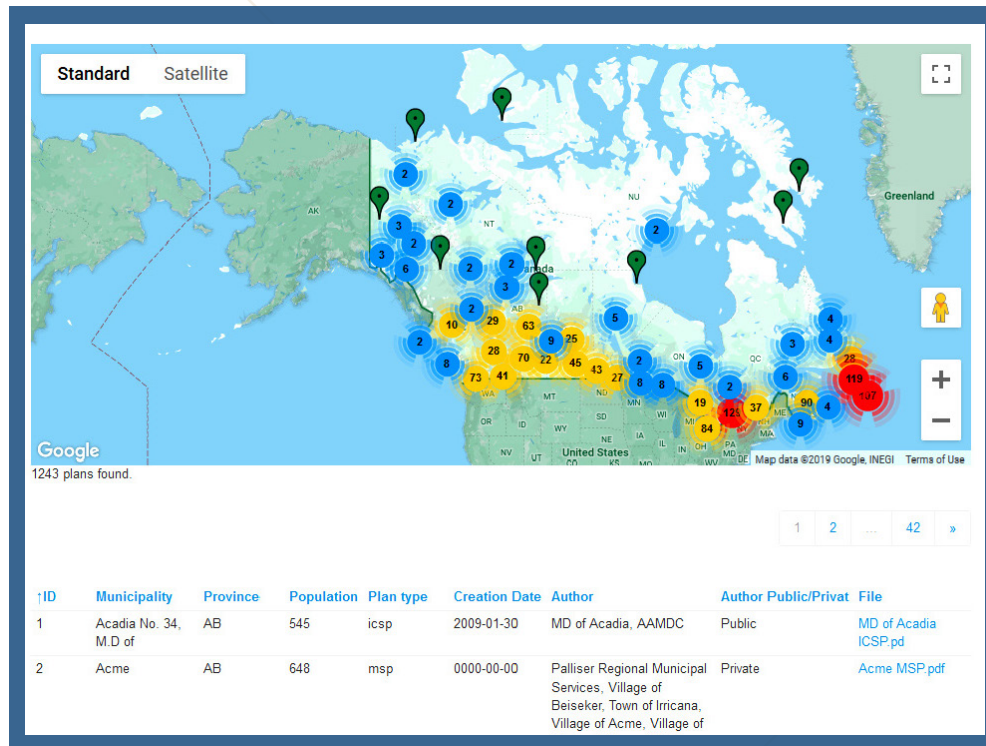 Standard Satellite
2
2
AK
NT
NU
Greenland
3
2
2
3
6
2
2
3
AB
2
10
29
63
9
25
5
2
8
28
70
22
45
43
27
2
8
8
73
41
ON
5
QC
2
3
4
4
6
28
119
19
84
37
90
4
9
WA
MT
ND
MN
OR
ID
SD
WI
WY
NE
IA
IL
IN
OH
PA
MD
DE
MA
ME
NV
UT
United States
CO
KS
MO
WV
Google
Map data ©2019 Google, INEGI Terms of Use
1243 plans found.
1 2 ... 42 »
↑ID Municipality Province Population Plan type Creation Date Author Author Public/Privat File
1 Acadia No. 34, AB 545 icsp 2009-01-30 MD of Acadia, AAMDC Public MD of Acadia
M.D of ICSP.pd
2 Acme AB 648 msp 0000-00-00 Palliser Regional Municipal Private Acme MSP.pdf
Services, Village of
Beiseker, Town of Irricana,
Village of Acme, Village of